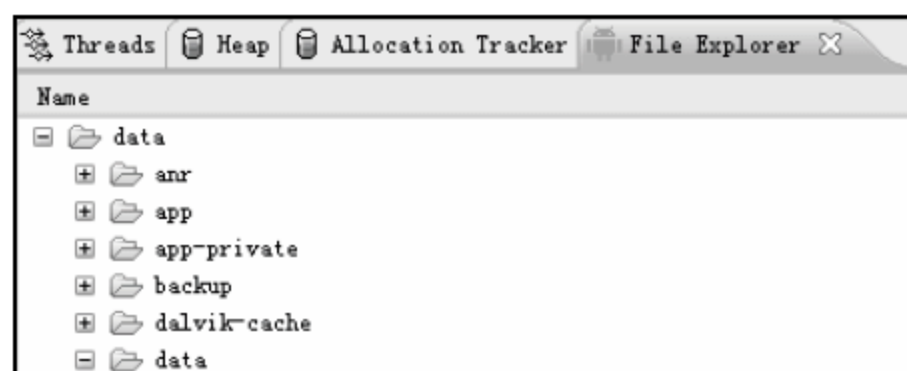 Threads Heap Allocation Tracker File Explorer
Name
data
anr
app
app-private
backup
dalvik-cache
data